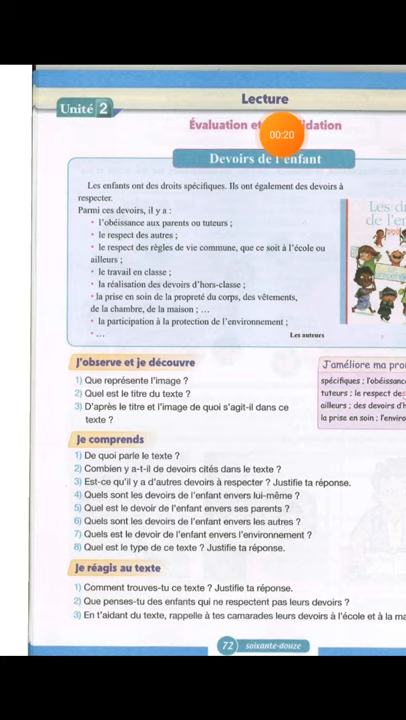 Unité 2
Lecture
Évaluation et
00:20
Devoirs de l'enfant
Les enfants ont des droits spécifiques. Ils ont également des devoirs à
respecter.
Parmi ces devoirs, il y a :
• l'obéissance aux parents ou tuteurs ;
• le respect des autres ;
• le respect des règles de vie commune, que ce soit à l'école ou
ailleurs ;
• le travail en classe ;
• la réalisation des devoirs d'hors-classe ;
• la prise en soin de la propreté du corps, des vêtements,
de la chambre, de la maison ; …
• la participation à la protection de l'environnement ;
• …
Les auteurs
J'observe et je découvre
1) Que représente l'image ?
2) Quel est le titre du texte ?
3) D'après le titre et l'image de quoi s'agit-il dans ce
texte ?
J'améliore ma pro
spécifiques ; l'obéissanc
tuteurs ; le respect des
ailleurs ; des devoirs d'h
la prise en soin ; l'enviro
Je comprends
1) De quoi parle le texte ?
2) Combien y a-t-il de devoirs cités dans le texte ?
3) Est-ce qu'il y a d'autres devoirs à respecter ? Justifie ta réponse.
4) Quels sont les devoirs de l'enfant envers lui-même ?
5) Quel est le devoir de l'enfant envers ses parents ?
6) Quels sont les devoirs de l'enfant envers les autres ?
7) Quels est le devoir de l'enfant envers l'environnement ?
8) Quel est le type de ce texte ? Justifie ta réponse.
Je réagis au texte
1) Comment trouves-tu ce texte ? Justifie ta réponse.
2) Que penses-tu des enfants qui ne respectent pas leurs devoirs ?
3) En t'aidant du texte, rappelle à tes camarades leurs devoirs à l'école et à la ma
72 soixante-douze